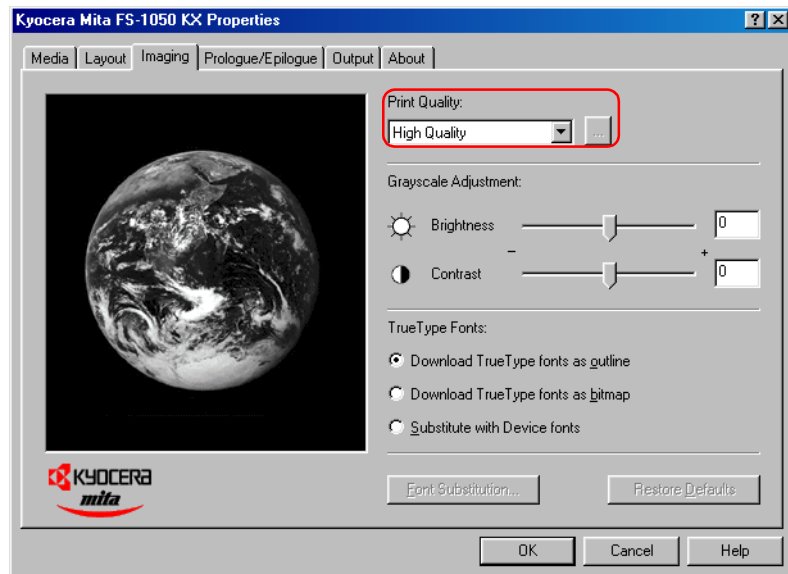 Kyocera Mita FS-1050 KX Properties
Media Layout Imaging Prologue/Epilogue Output About
Print Quality:
High Quality ...
Grayscale Adjustment:
Brightness 0
- +
Contrast 0
TrueType Fonts:
Download TrueType fonts as outline
Download TrueType fonts as bitmap
Substitute with Device fonts
KYOCERA
mita
Font Substitution... Restore Defaults
OK Cancel Help